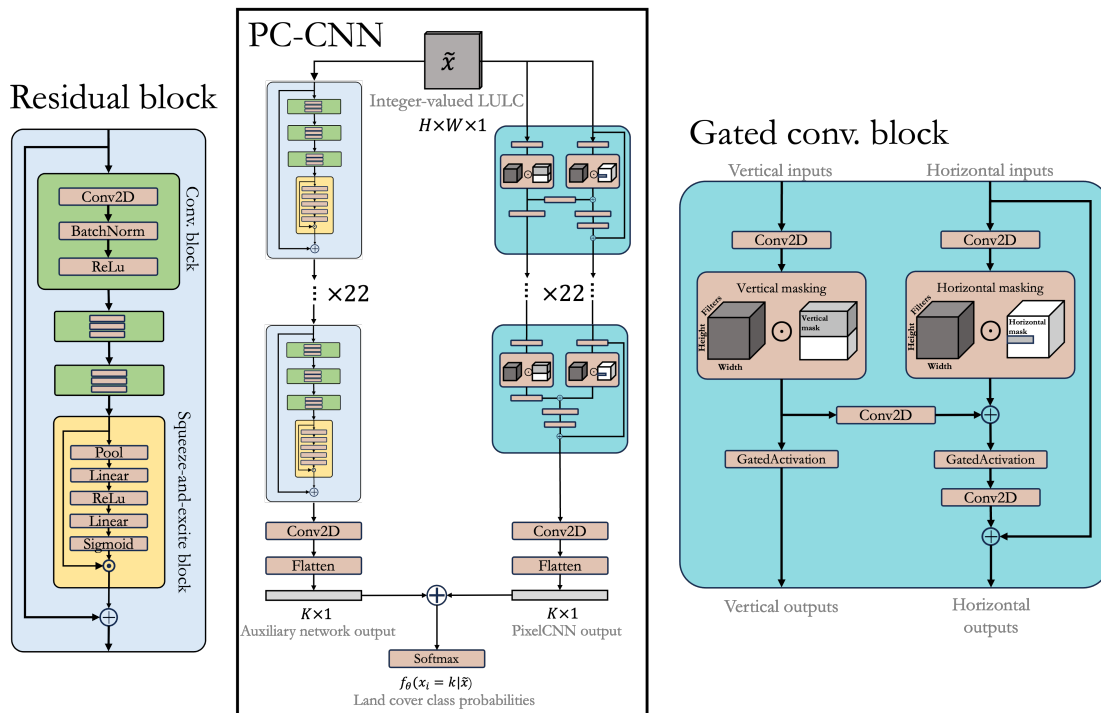 Residual block
Conv2D
BatchNorm
ReLu
Conv. block
Pool
Linear
ReLu
Linear
Sigmoid
Squeeze-and-excite block
PC-CNN
x̃
Integer-valued LULC
H×W×1
×22
×22
Conv2D
Conv2D
Flatten
Flatten
K×1
K×1
Auxiliary network output
PixelCNN output
Softmax
f_θ(x_i = k|x̃)
Land cover class probabilities
Gated conv. block
Vertical inputs
Horizontal inputs
Conv2D
Conv2D
Vertical masking
Filters
Height
Width
Vertical
mask
Horizontal masking
Filters
Height
Width
Horizontal
mask
Conv2D
GatedActivation
GatedActivation
Conv2D
Vertical outputs
Horizontal
outputs